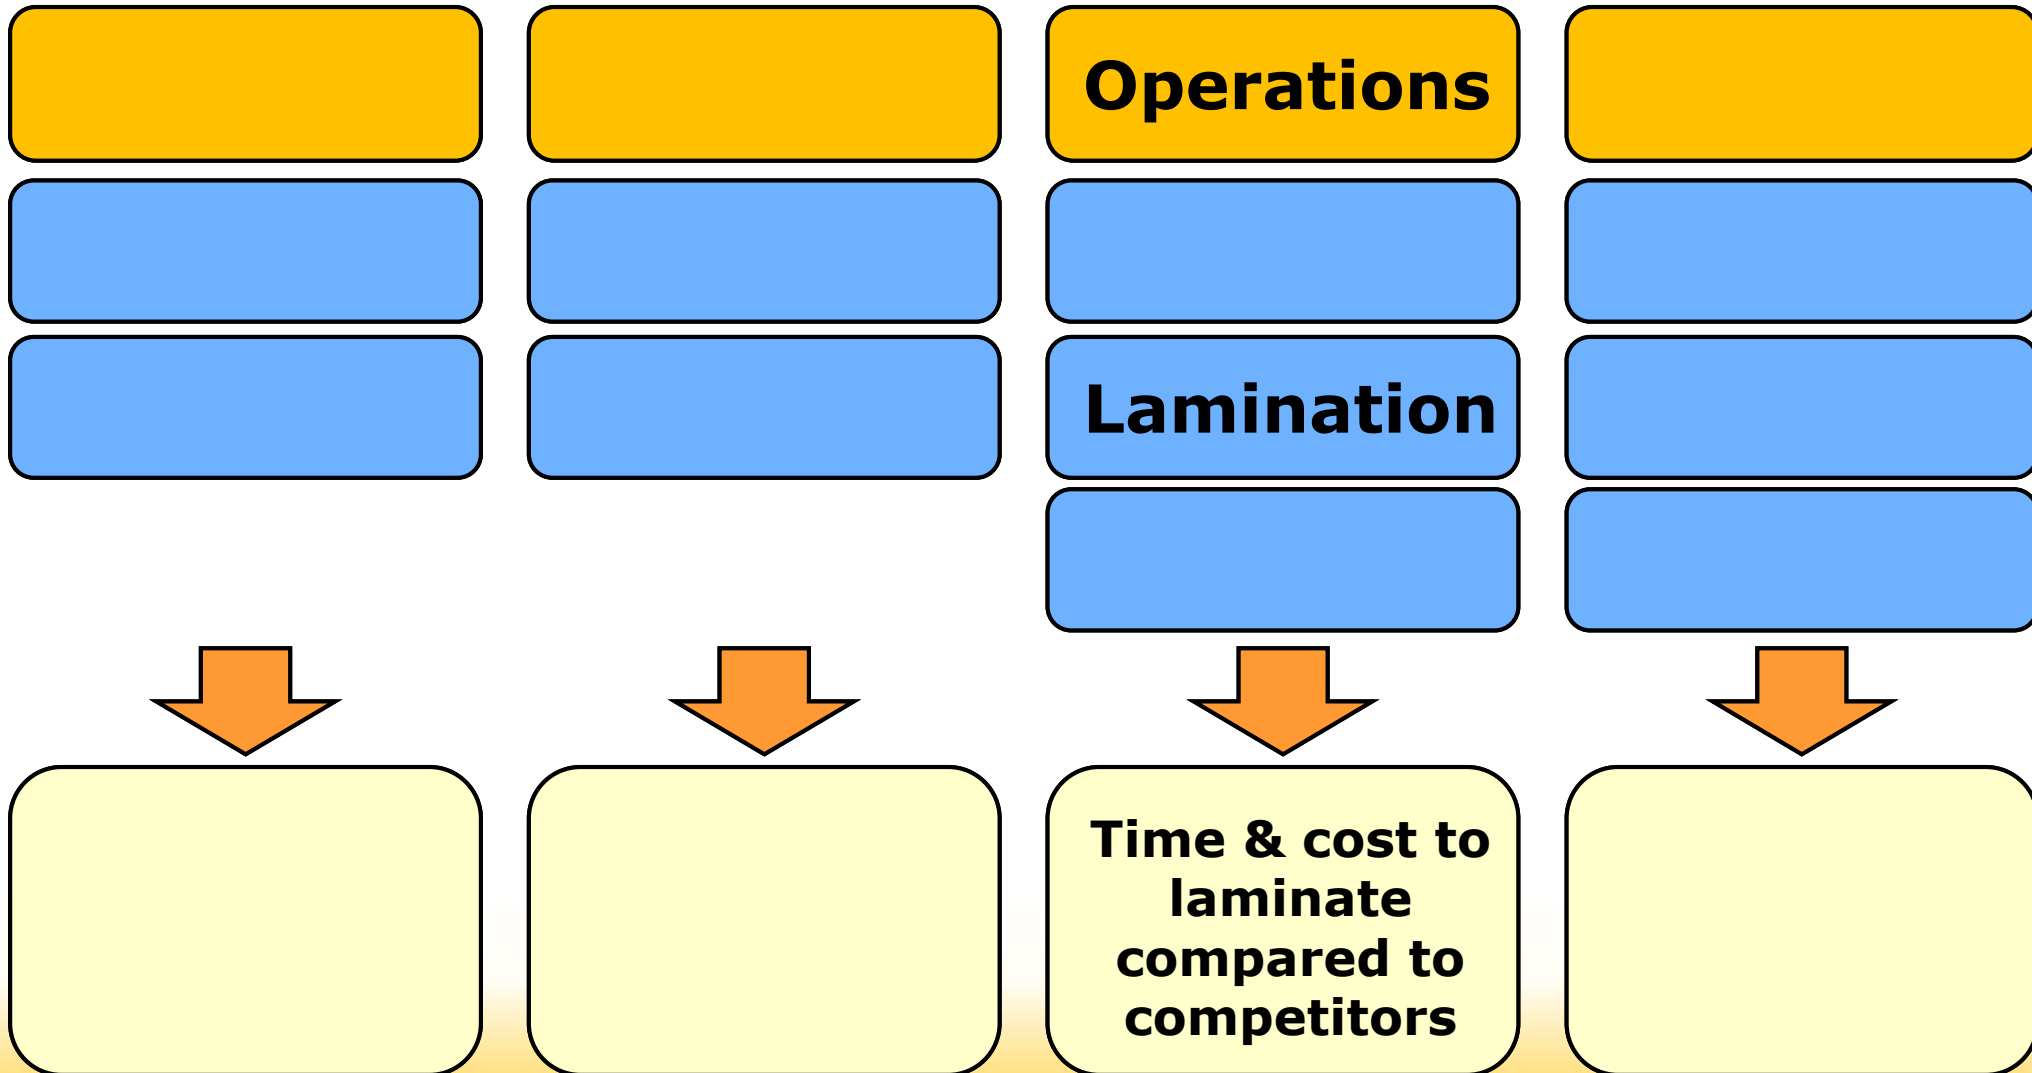 Operations
Lamination
Time & cost to
laminate
compared to
competitors